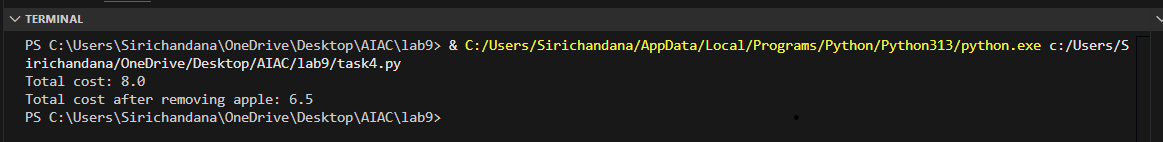 TERMINAL
PS C:\Users\Sirichandana\OneDrive\Desktop\AIAC\lab9> & C:/Users/Sirichandana/AppData/Local/Programs/Python/Python313/python.exe c:/Users/S
irichandana/OneDrive/Desktop/AIAC/lab9/task4.py
Total cost: 8.0
Total cost after removing apple: 6.5
PS C:\Users\Sirichandana\OneDrive\Desktop\AIAC\lab9>